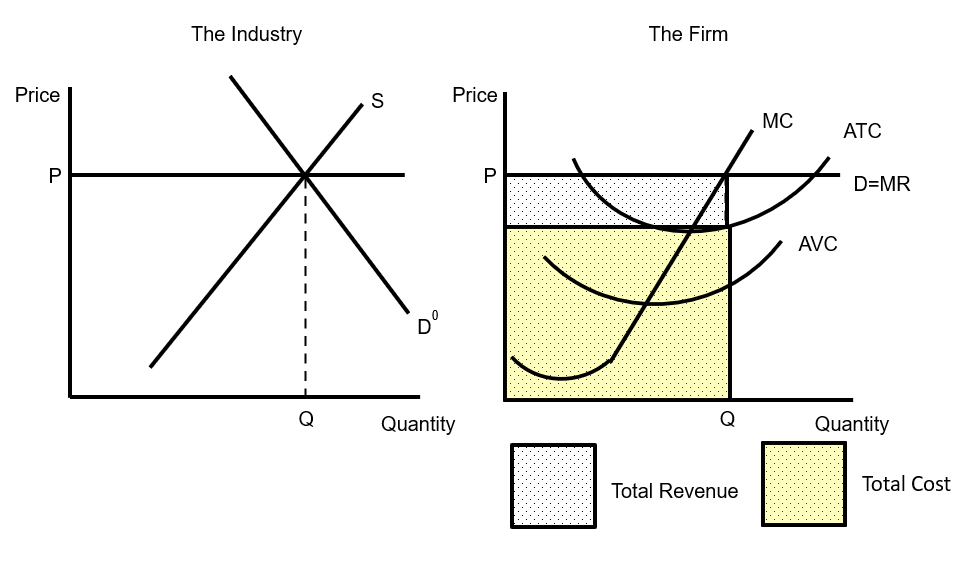 The Industry
Price
S
P
D⁰
Q
Quantity
The Firm
Price
MC
ATC
P
D=MR
AVC
Q
Quantity
Total Revenue
Total Cost